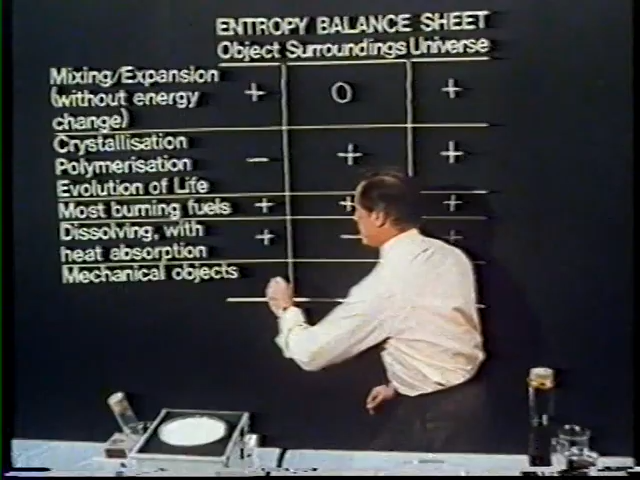 ENTROPY BALANCE SHEET
Object Surroundings Universe
Mixing/Expansion
(without energy + O +
change)
Crystallisation
Polymerisation - + +
Evolution of Life
Most burning fuels + + +
Dissolving, with + - +
heat absorption
Mechanical objects